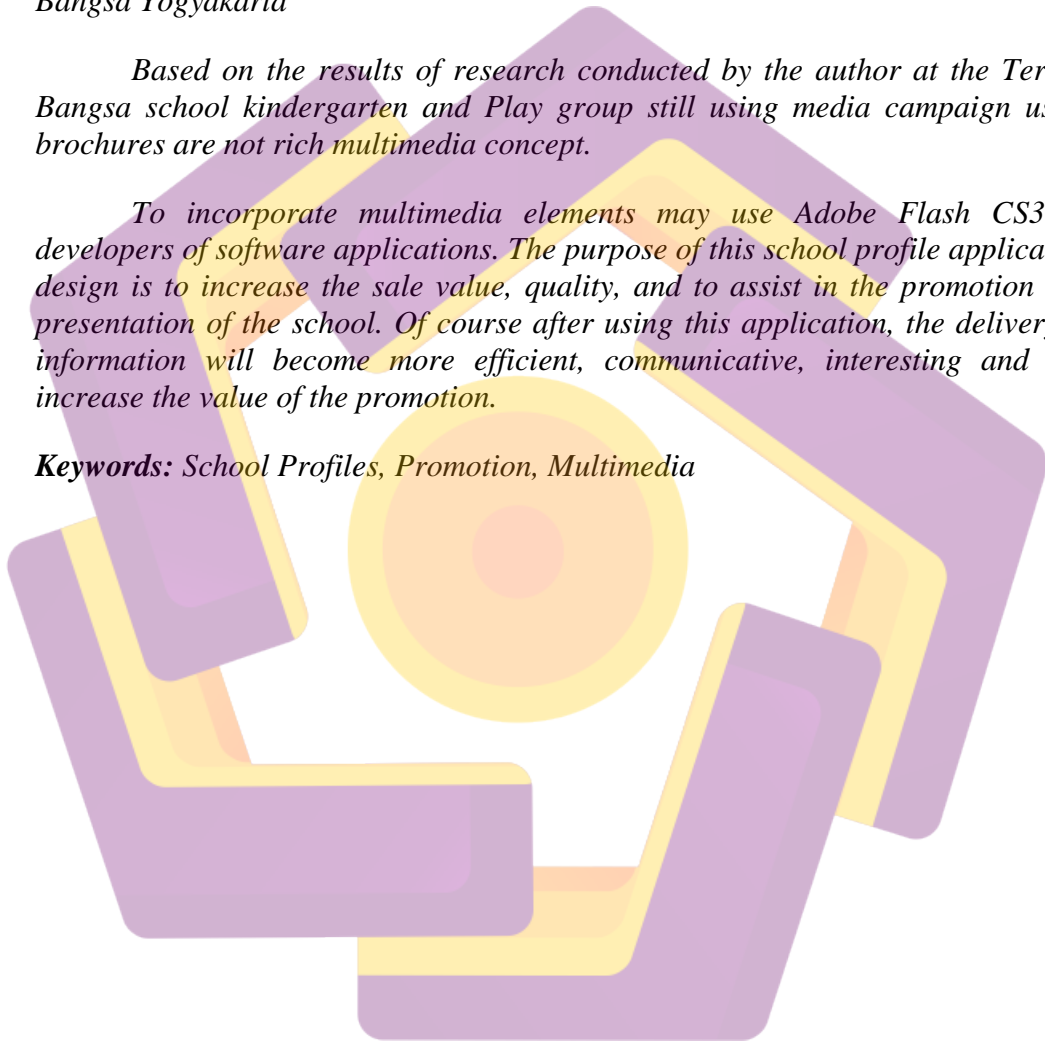 Bangsa Yogyakarta
Based on the results of research conducted by the author at the Ter
Bangsa school kindergarten and Play group still using media campaign us
brochures are not rich multimedia concept.
To incorporate multimedia elements may use Adobe Flash CS3
developers of software applications. The purpose of this school profile applica
design is to increase the sale value, quality, and to assist in the promotion
presentation of the school. Of course after using this application, the delivery
information will become more efficient, communicative, interesting and
increase the value of the promotion.
Keywords: School Profiles, Promotion, Multimedia